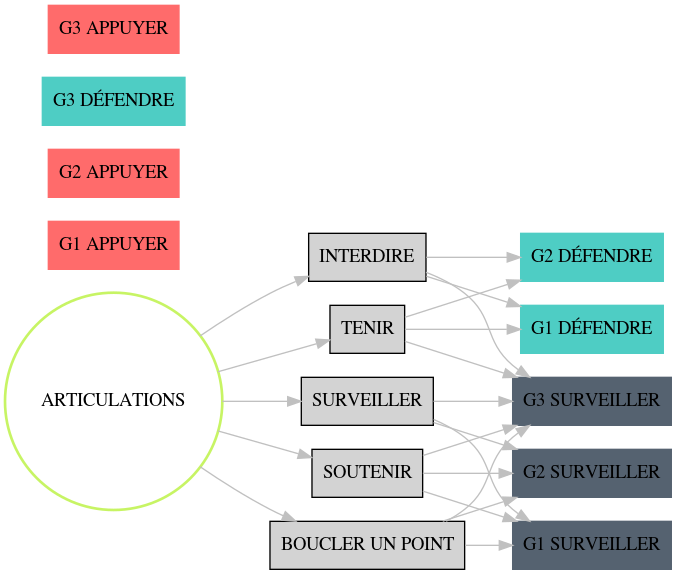 G3 APPUYER
G3 DÉFENDRE
G2 APPUYER
G1 APPUYER
INTERDIRE
G2 DÉFENDRE
TENIR
G1 DÉFENDRE
ARTICULATIONS
SURVEILLER
G3 SURVEILLER
SOUTENIR
G2 SURVEILLER
BOUCLER UN POINT
G1 SURVEILLER